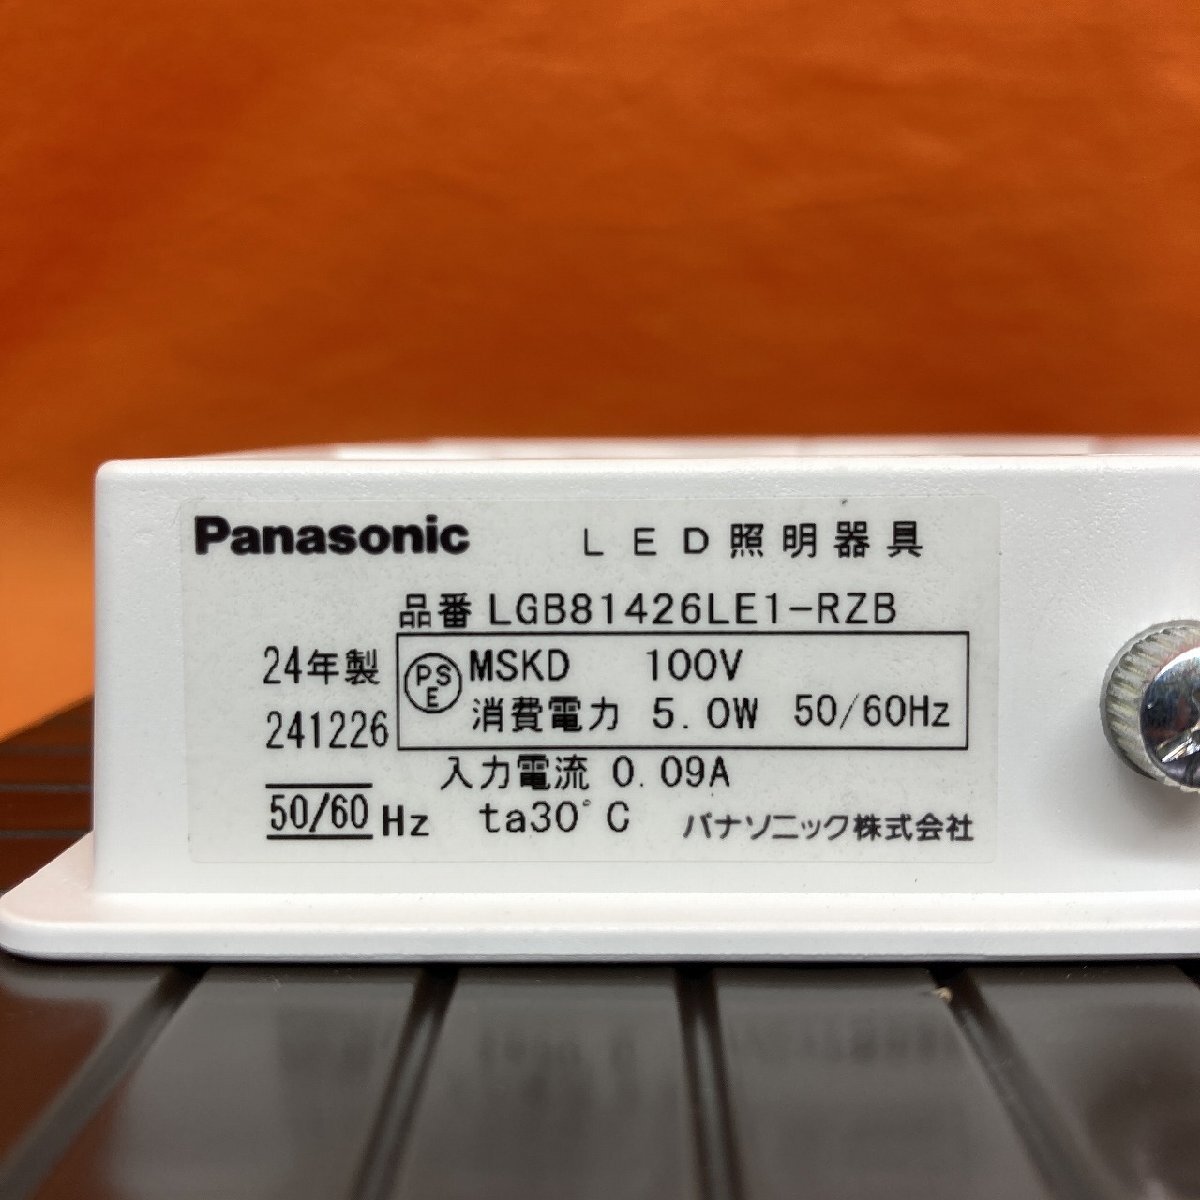 Panasonic LED照明器具
品番 LGB81426LE1-RZB
24年製
241226
PSE MSKD 100V
消費電力 5.0W 50/60Hz
入力電流 0.09A
50/60 Hz ta30°C パナソニック株式会社